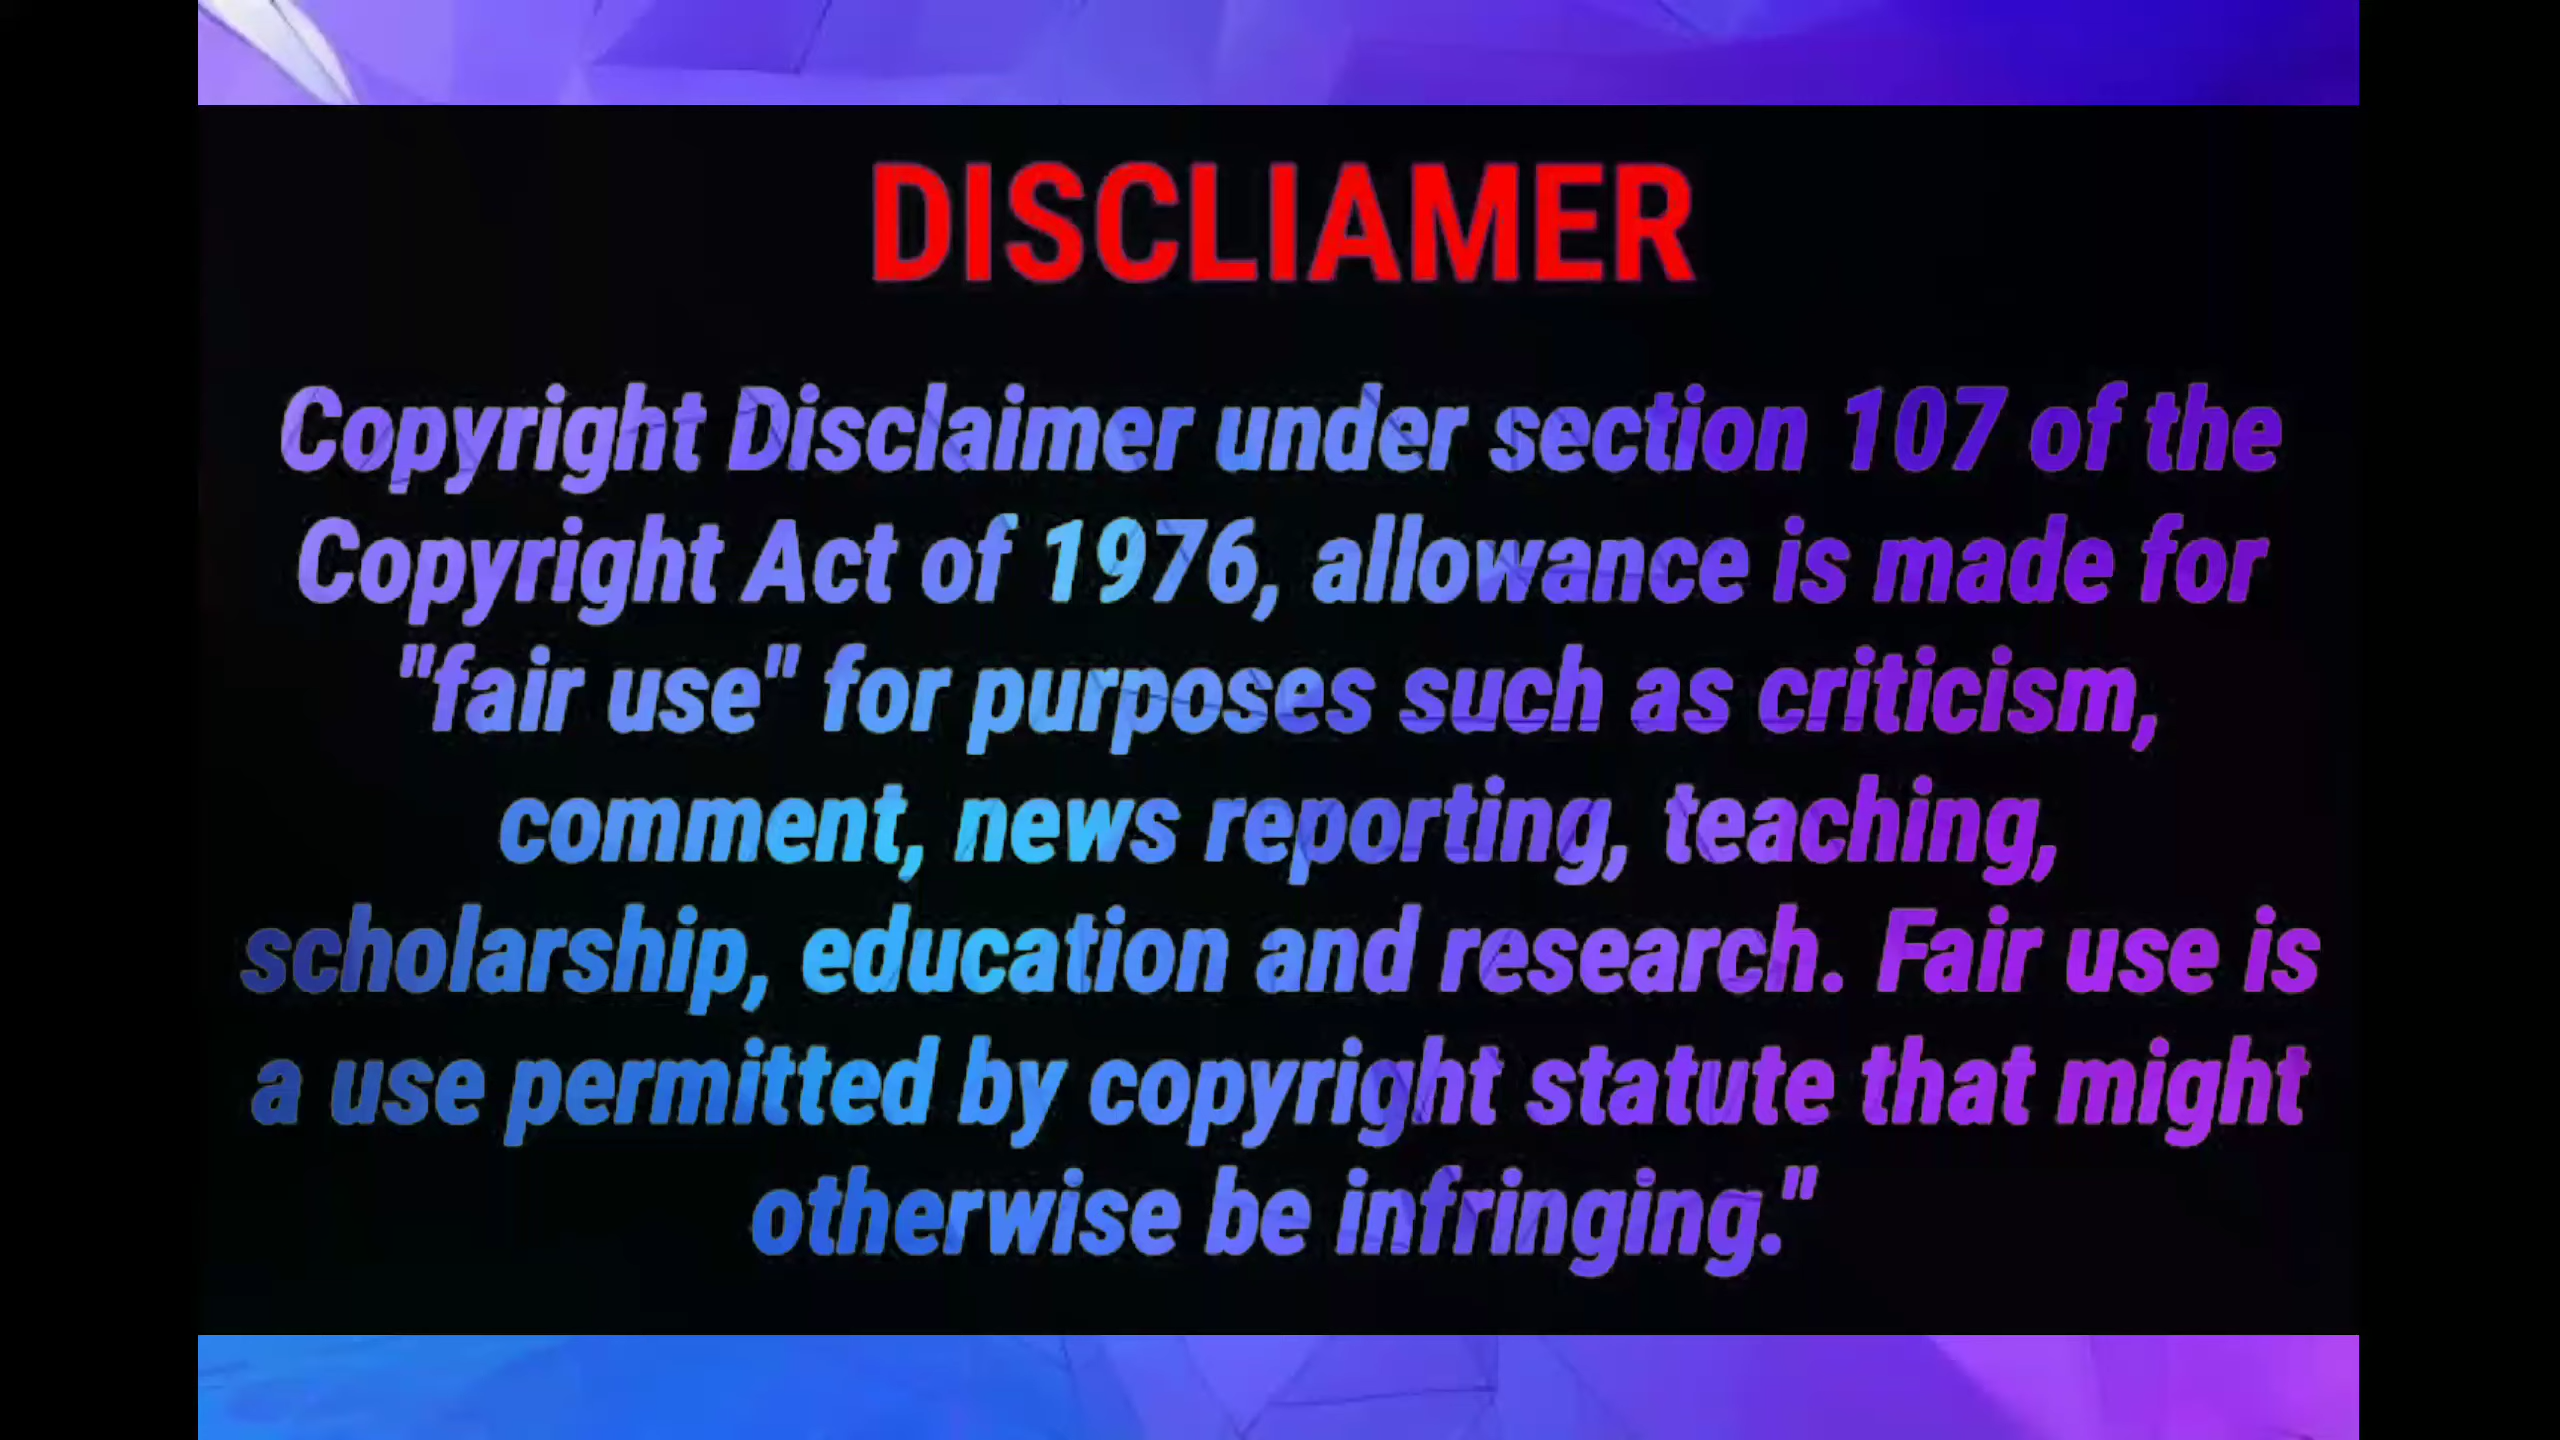 DISCLIAMER
Copyright Disclaimer under section 107 of the
Copyright Act of 1976, allowance is made for
"fair use" for purposes such as criticism,
comment, news reporting, teaching,
scholarship, education and research. Fair use is
a use permitted by copyright statute that might
otherwise be infringing."